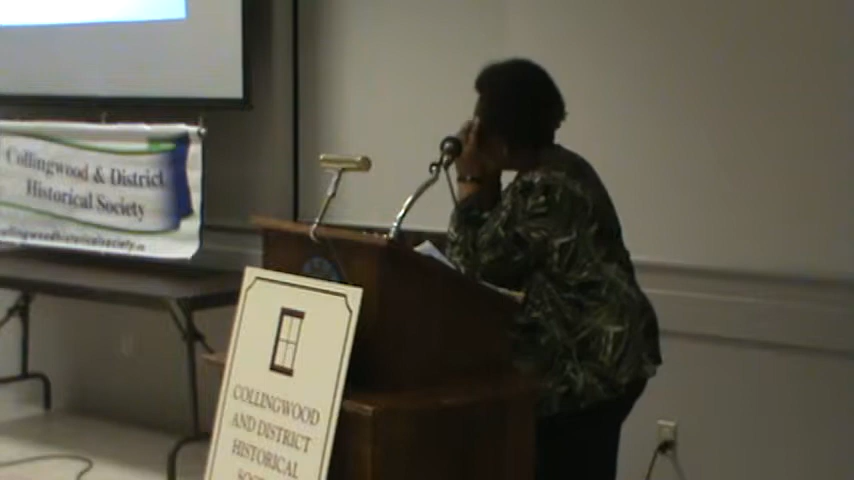 Collingwood & District
Historical Society
collingwoodhistoricalsociety.ca
COLLINGWOOD
AND DISTRICT
HISTORICAL